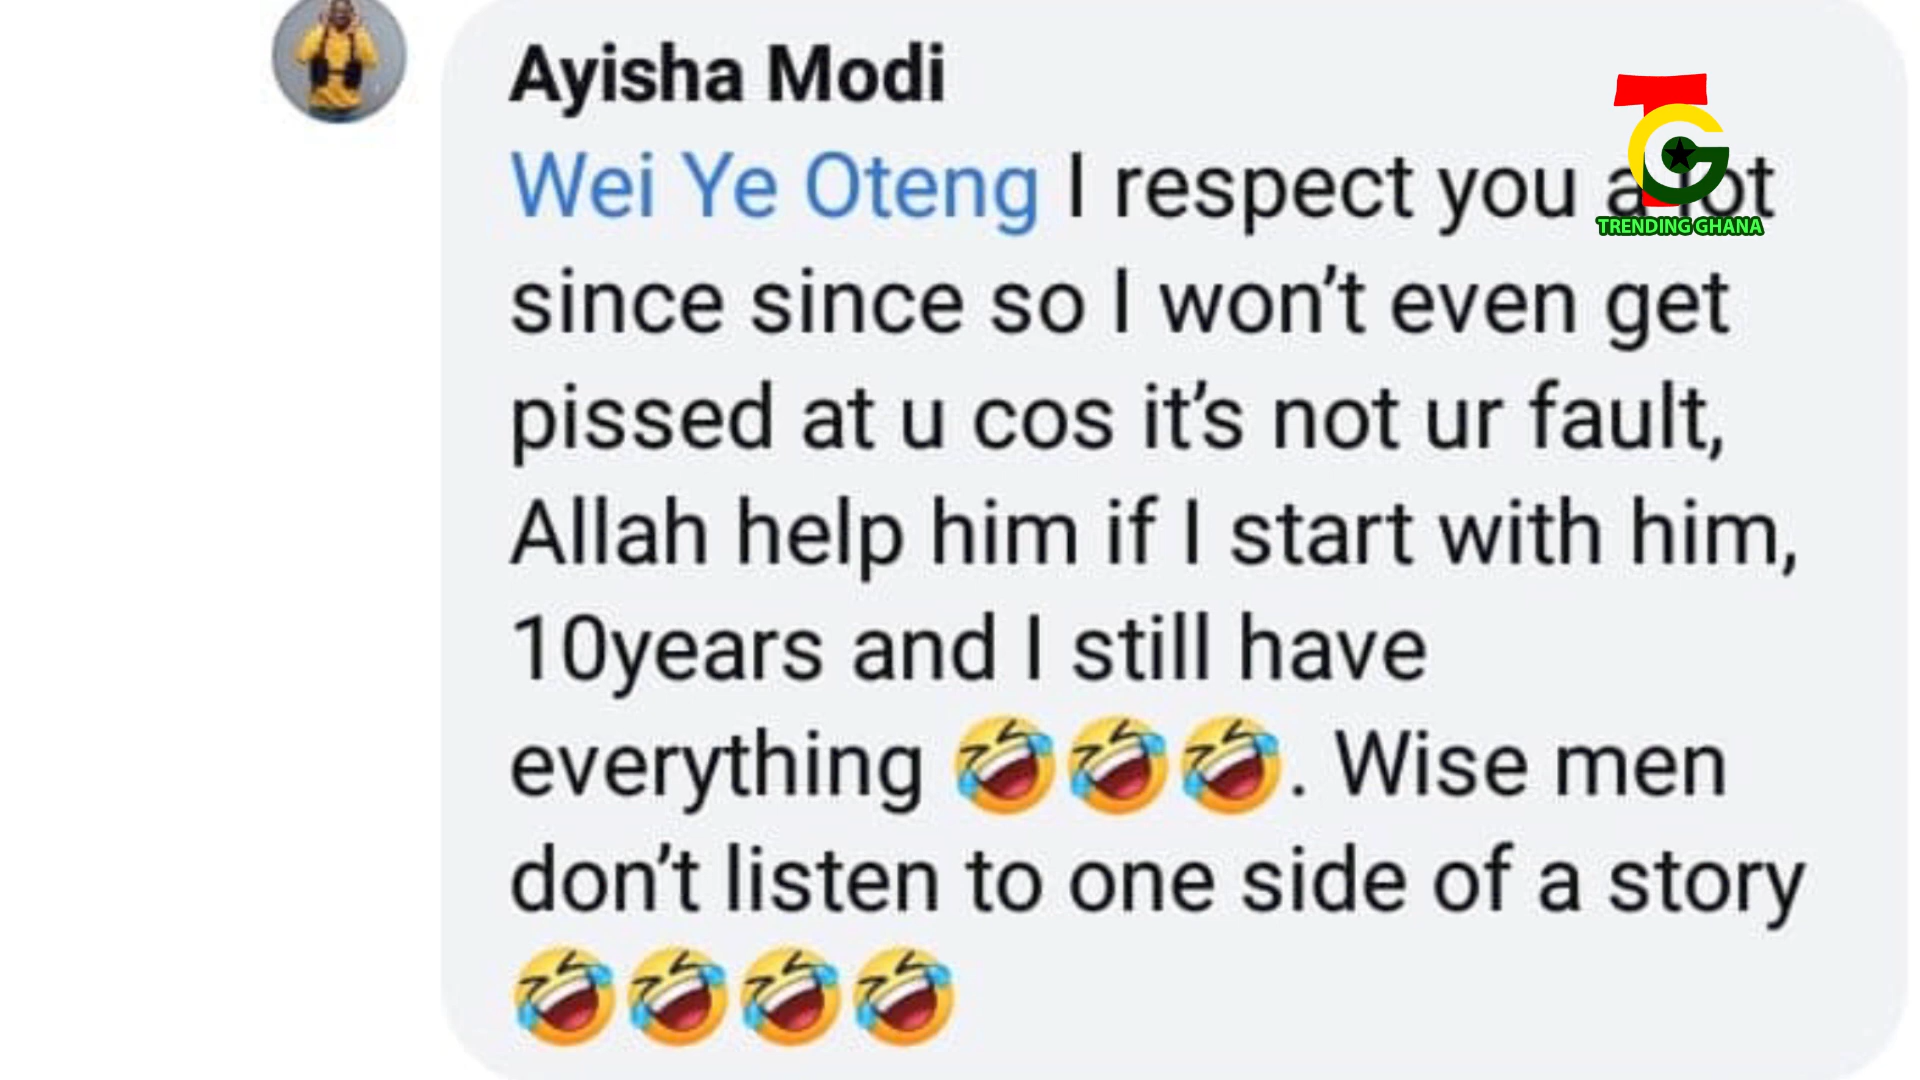 Ayisha Modi
Wei Ye Oteng I respect you a lot
TRENDING GHANA
since since so I won't even get
pissed at u cos it's not ur fault,
Allah help him if I start with him,
10years and I still have
everything 🤣🤣🤣. Wise men
don't listen to one side of a story
🤣🤣🤣🤣